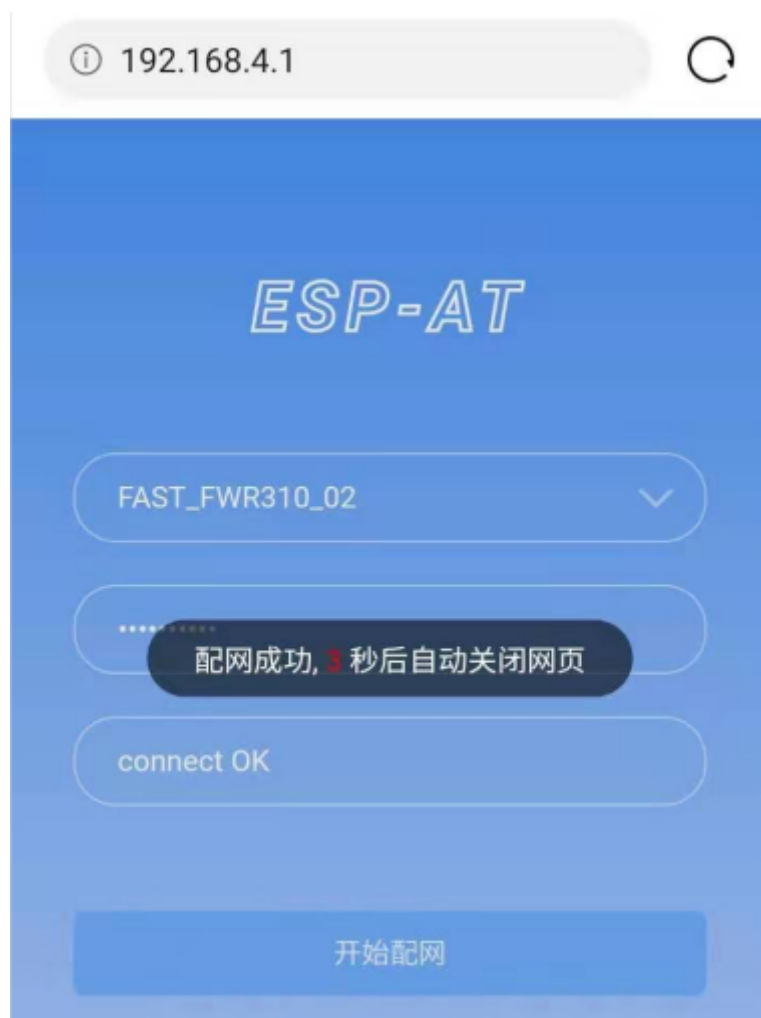 192.168.4.1
ESP-AT
FAST_FWR310_02
配网成功, 3 秒后自动关闭网页
connect OK
开始配网